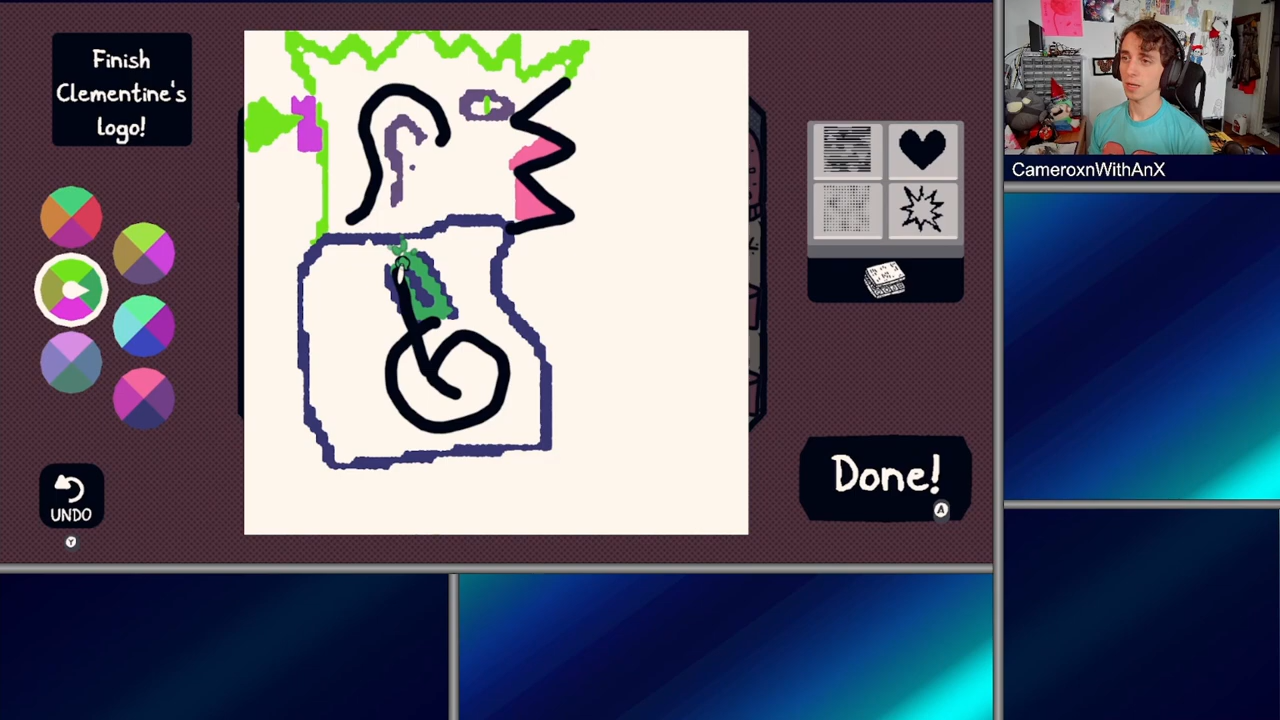 Finish
Clementine's
logo!
UNDO
Y
Done!
A
CameroxnWithAnX